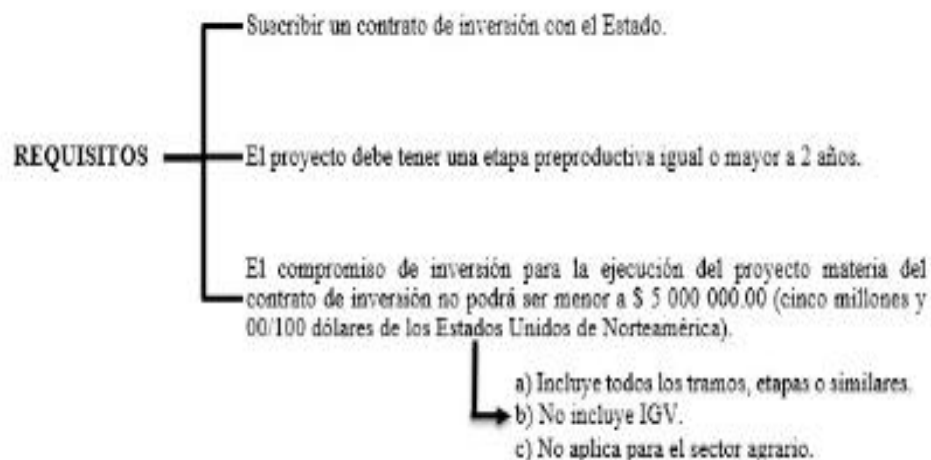 Suscribir un contrato de inversión con el Estado.
REQUISITOS
El proyecto debe tener una etapa preproductiva igual o mayor a 2 años.
El compromiso de inversión para la ejecución del proyecto materia del
contrato de inversión no podrá ser menor a $ 5 000 000.00 (cinco millones y
00/100 dólares de los Estados Unidos de Norteamérica).
a) Incluye todos los tramos, etapas o similares.
b) No incluye IGV.
c) No aplica para el sector agrario.